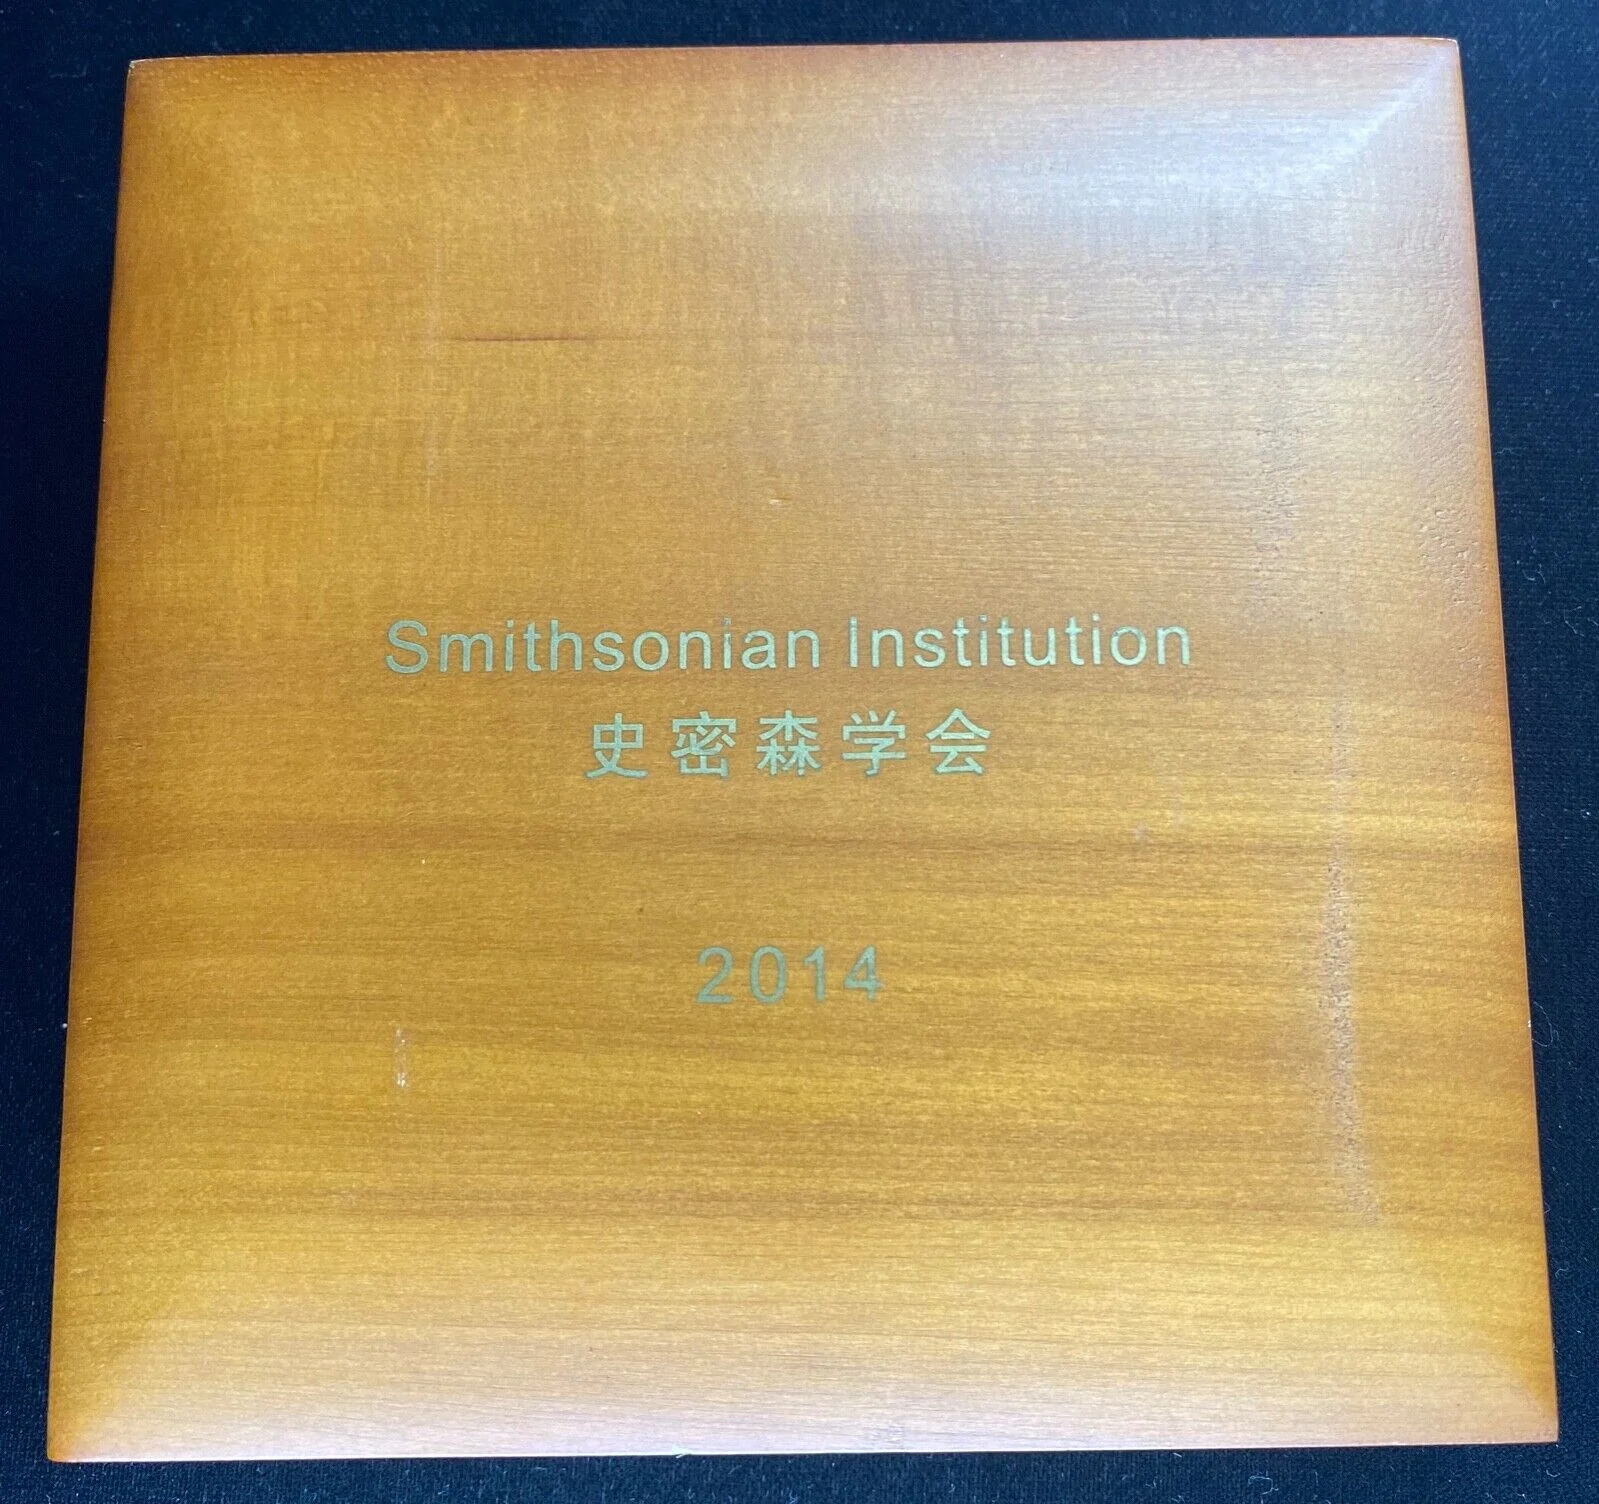 Smithsonian Institution
史密森学会
2014